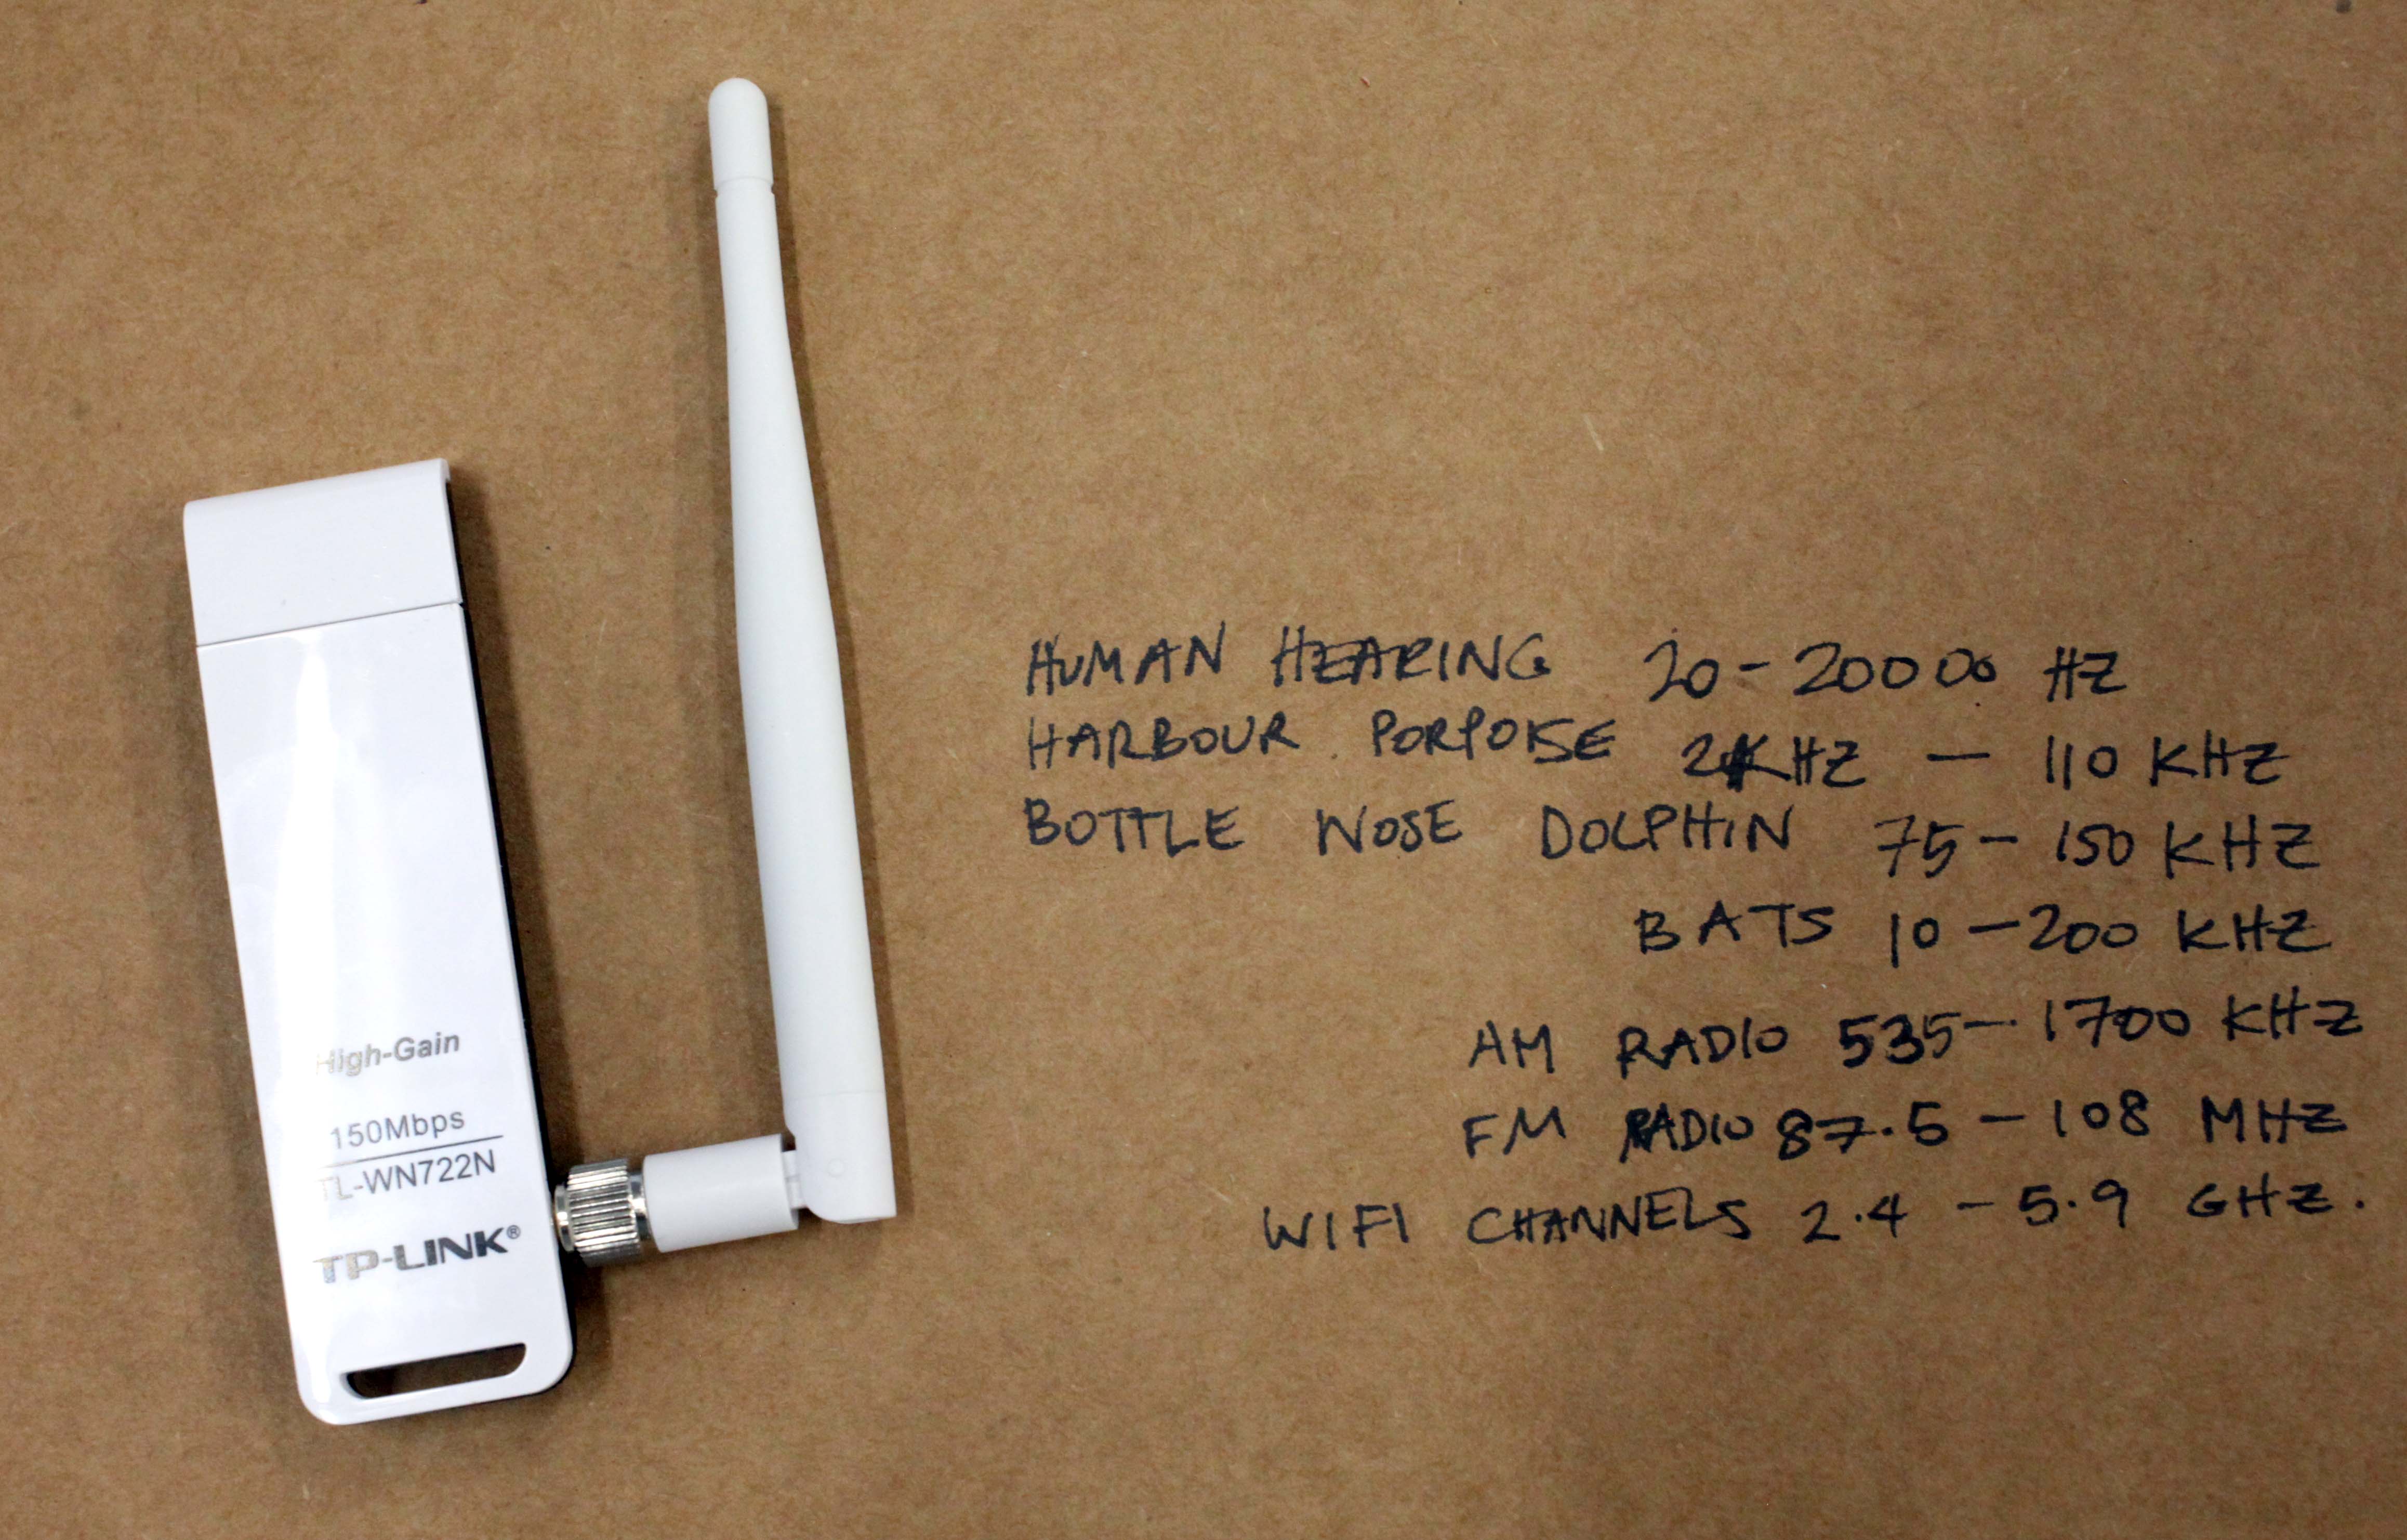 High-Gain
150Mbps
TL-WN722N
TP-LINK®
HUMAN HEARING 20-20000 HZ
HARBOUR PORPOISE 2KHZ - 110 KHZ
BOTTLE NOSE DOLPHIN 75-150 KHZ
BATS 10-200 KHZ
AM RADIO 535-1700 KHZ
FM RADIO 87.5 - 108 MHZ
WIFI CHANNELS 2.4 - 5.9 GHZ.